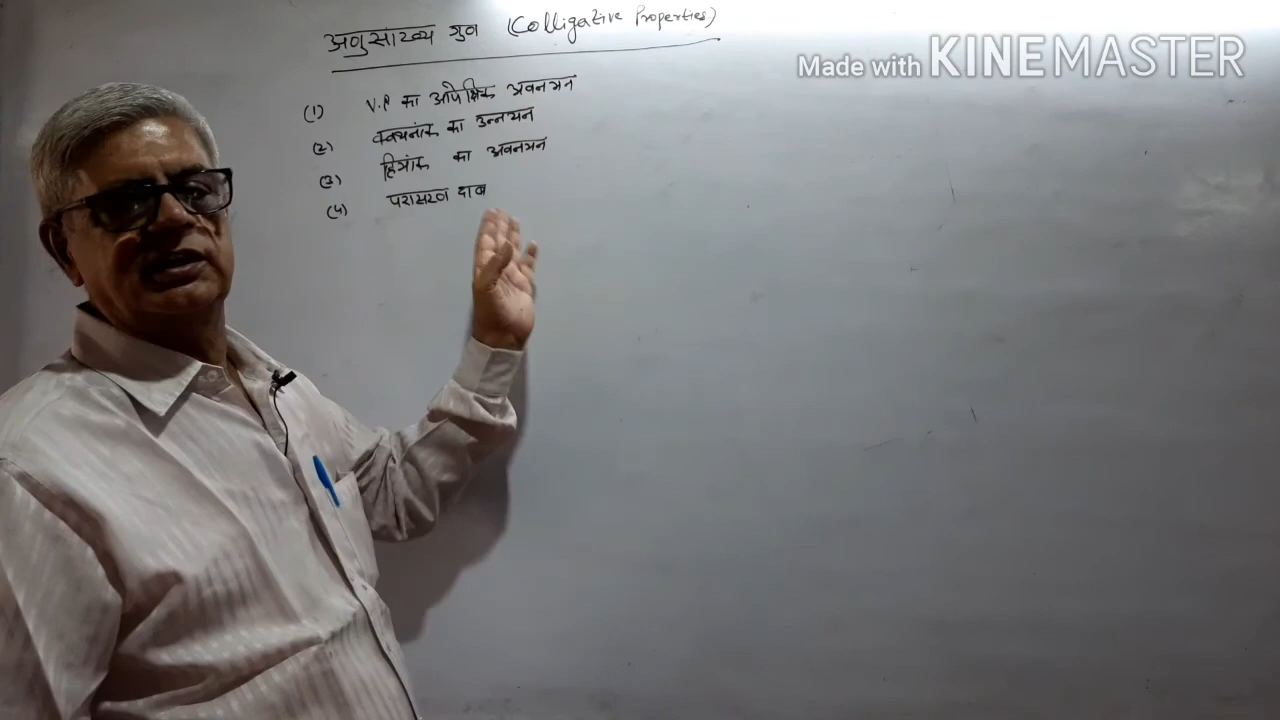 अणुसांख्य गुण (Colligative Properties)
Made with KINEMASTER
(1) V.P का आपेक्षिक अवनमन
(2) क्वथनांक का उन्नयन
(3) हिमांक का अवनमन
(4) परासरण दाब